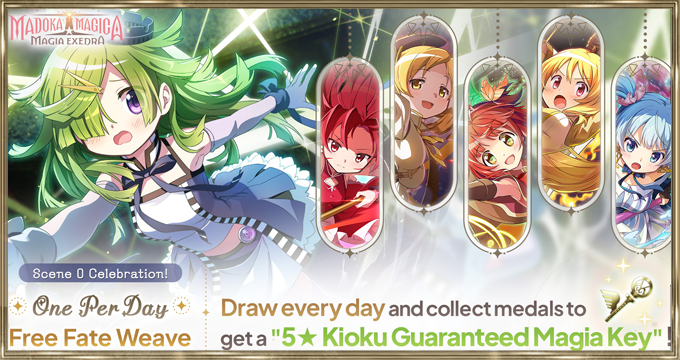 MADOKA MAGICA
MAGIA EXEDRA
Scene 0 Celebration!
One Per Day
Free Fate Weave
Draw every day and collect medals to
get a "5★ Kioku Guaranteed Magia Key" !